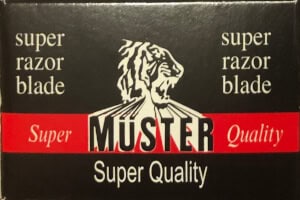 super
razor
blade
super
razor
blade
Super MUSTER Quality
Super Quality